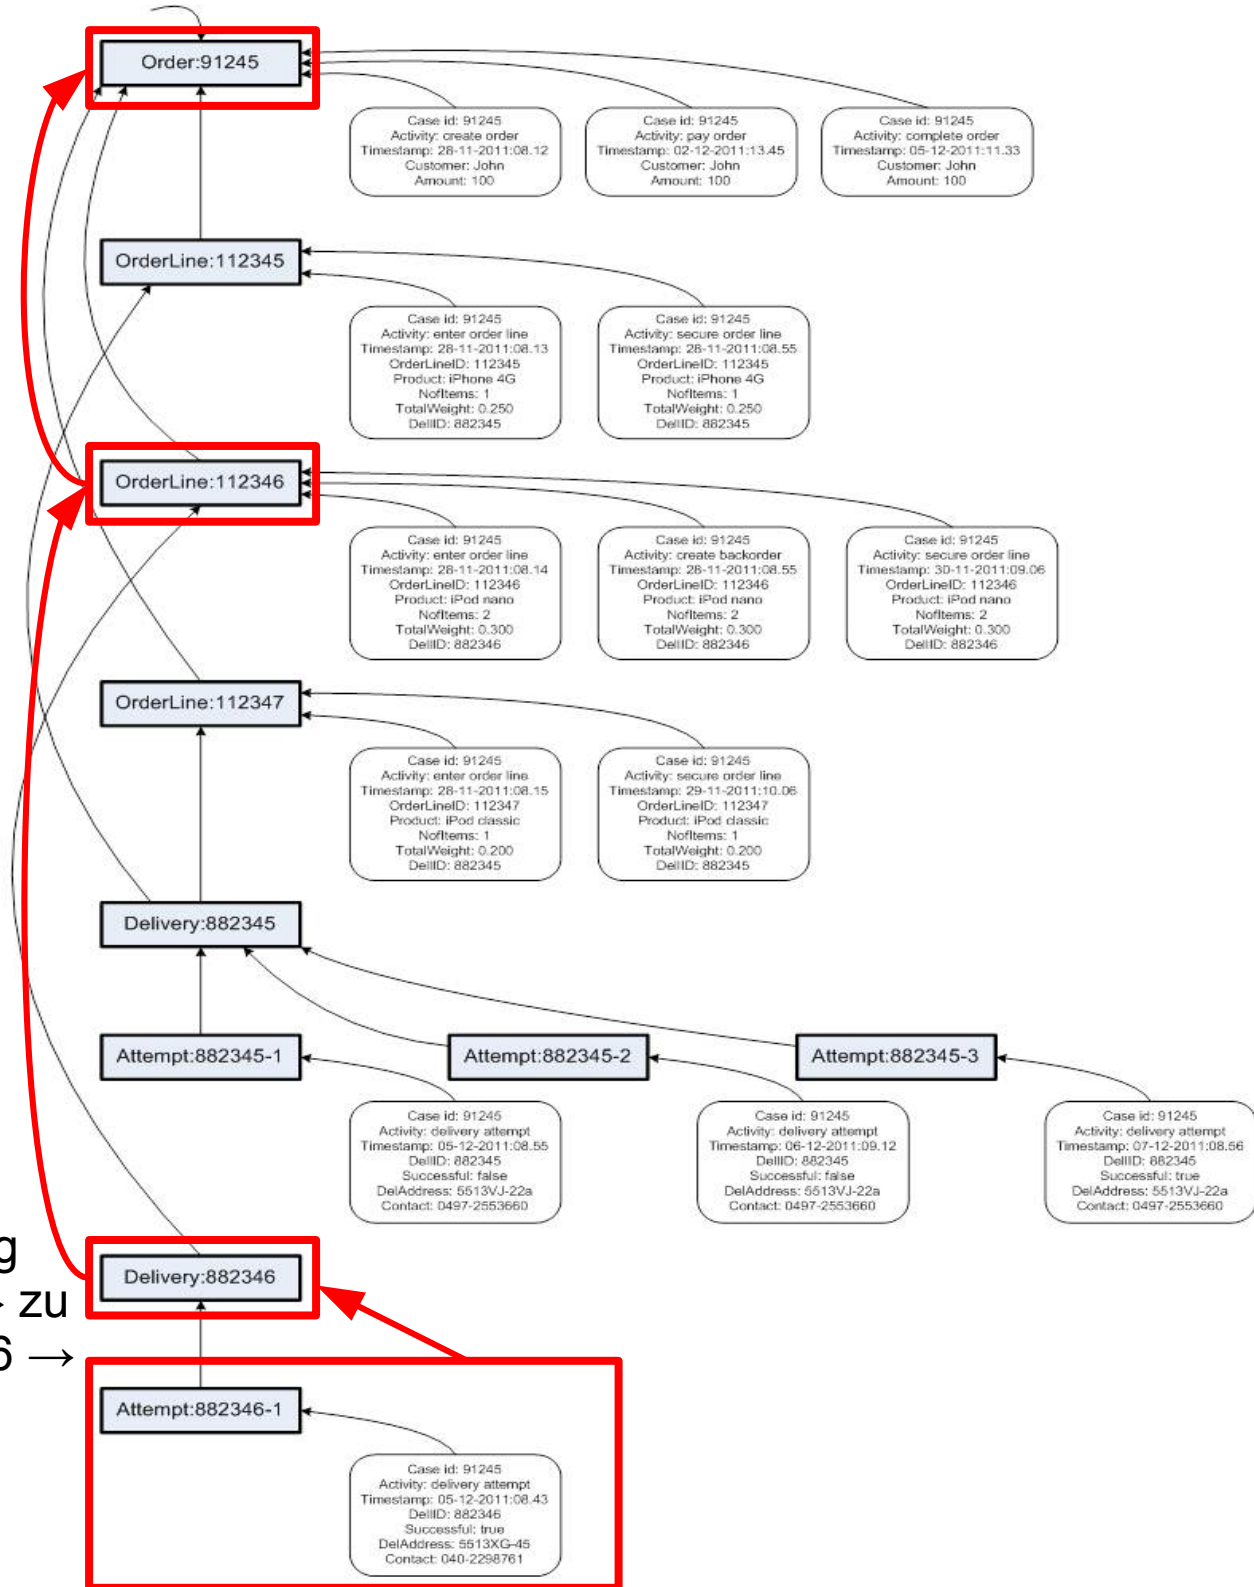 Order:91245
Case id: 91245
Activity: create order
Timestamp: 28-11-2011:08.12
Customer: John
Amount: 100
Case id: 91245
Activity: pay order
Timestamp: 02-12-2011:13.45
Customer: John
Amount: 100
Case id: 91245
Activity: complete order
Timestamp: 05-12-2011:11.33
Customer: John
Amount: 100
OrderLine:112345
Case id: 91245
Activity: enter order line
Timestamp: 28-11-2011:08.13
OrderLineID: 112345
Product: iPhone 4G
NofItems: 1
TotalWeight: 0.250
DellID: 882345
Case id: 91245
Activity: secure order line
Timestamp: 28-11-2011:08.55
OrderLineID: 112345
Product: iPhone 4G
NofItems: 1
TotalWeight: 0.250
DellID: 882345
OrderLine:112346
Case id: 91245
Activity: enter order line
Timestamp: 28-11-2011:08.14
OrderLineID: 112346
Product: iPod nano
NofItems: 2
TotalWeight: 0.300
DellID: 882346
Case id: 91245
Activity: create backorder
Timestamp: 28-11-2011:08.55
OrderLineID: 112346
Product: iPod nano
NofItems: 2
TotalWeight: 0.300
DellID: 882346
Case id: 91245
Activity: secure order line
Timestamp: 30-11-2011:09.06
OrderLineID: 112346
Product: iPod nano
NofItems: 2
TotalWeight: 0.300
DellID: 882346
OrderLine:112347
Case id: 91245
Activity: enter order line
Timestamp: 28-11-2011:08.15
OrderLineID: 112347
Product: iPod classic
NofItems: 1
TotalWeight: 0.200
DellID: 882345
Case id: 91245
Activity: secure order line
Timestamp: 29-11-2011:10.06
OrderLineID: 112347
Product: iPod classic
NofItems: 1
TotalWeight: 0.200
DellID: 882345
Delivery:882345
Attempt:882345-1
Attempt:882345-2
Attempt:882345-3
Case id: 91245
Activity: delivery attempt
Timestamp: 05-12-2011:08.55
DellID: 882345
Successful: false
DelAddress: 5513VJ-22a
Contact: 0497-2553660
Case id: 91245
Activity: delivery attempt
Timestamp: 06-12-2011:09.12
DellID: 882345
Successful: false
DelAddress: 5513VJ-22a
Contact: 0497-2553660
Case id: 91245
Activity: delivery attempt
Timestamp: 07-12-2011:08.56
DellID: 882345
Successful: true
DelAddress: 5513VJ-22a
Contact: 0497-2553660
g
zu
6 →
Delivery:882346
Attempt:882346-1
Case id: 91245
Activity: delivery attempt
Timestamp: 05-12-2011:08.43
DellID: 882346
Successful: true
DelAddress: 5513XG-45
Contact: 040-2298761